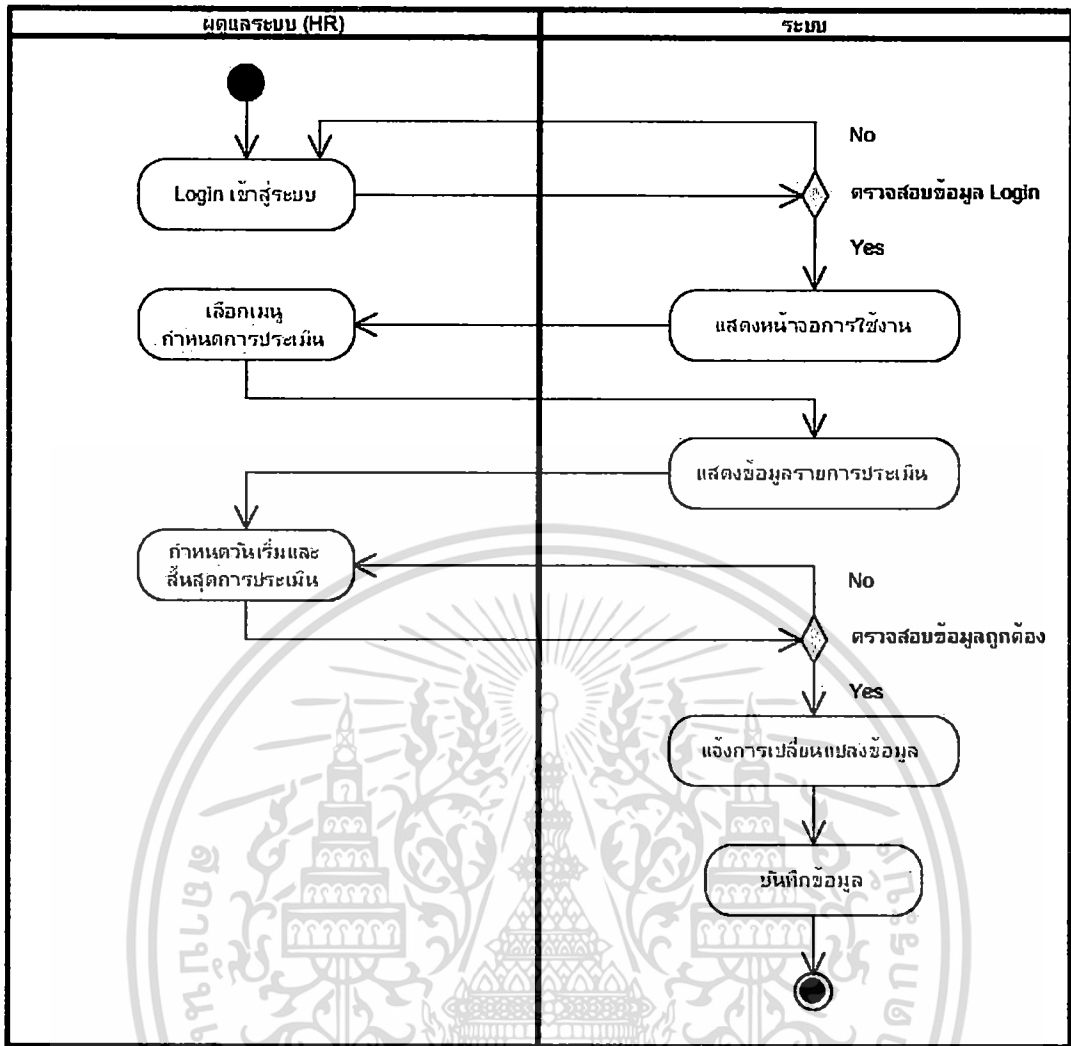 ผู้ดูแลระบบ (HR)
ระบบ
No
Login เข้าสู่ระบบ
ตรวจสอบข้อมูล Login
Yes
เลือกเมนู
กำหนดการประเมิน
แสดงหน้าจอการใช้งาน
แสดงข้อมูลรายการประเมิน
กำหนดวันเริ่มและ
สิ้นสุดการประเมิน
No
ตรวจสอบข้อมูลถูกต้อง
Yes
แจ้งการเปลี่ยนแปลงข้อมูล
บันทึกข้อมูล